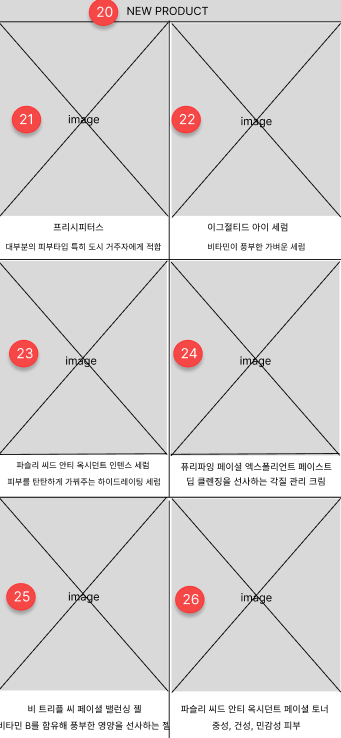 20 NEW PRODUCT
21 image
22 image
프리시피터스
대부분의 피부타입 특히 도시 거주자에게 적합
이그젙티드 아이 세럼
비타민이 풍부한 가벼운 세럼
23 image
24 image
파슬리 씨드 안티 옥시던트 인텐스 세럼
피부를 탄탄하게 가꿔주는 하이드레이팅 세럼
퓨리파잉 페이셜 엑스폴리언트 페이스트
딥 클렌징을 선사하는 각질 관리 크림
25 image
26 image
비 트리플 씨 페이셜 밸런싱 젤
비타민 B를 함유해 풍부한 영양을 선사하는 젤
파슬리 씨드 안티 옥시던트 페이셜 토너
중성, 건성, 민감성 피부